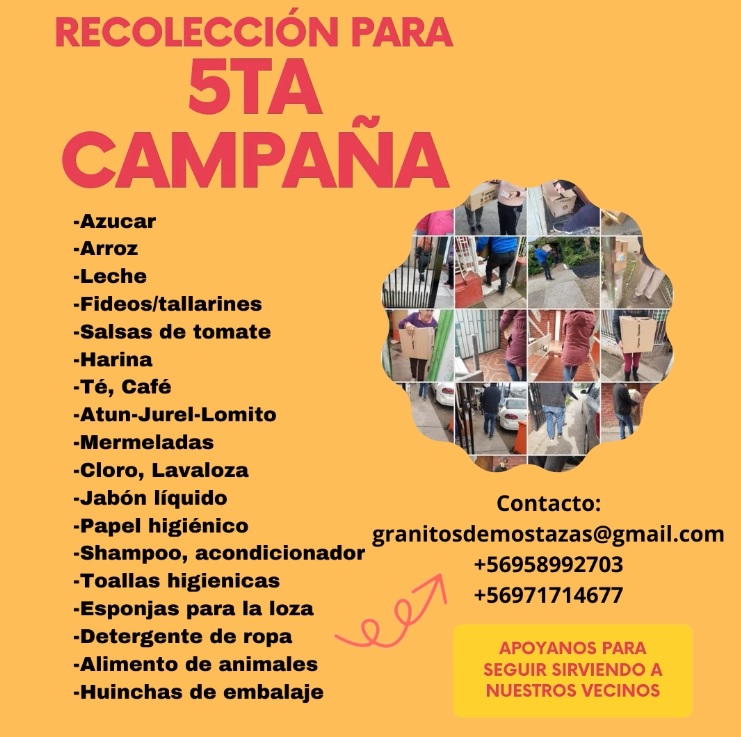 RECOLECCIÓN PARA
5TA
CAMPAÑA
-Azucar
-Arroz
-Leche
-Fideos/tallarines
-Salsas de tomate
-Harina
-Té, Café
-Atun-Jurel-Lomito
-Mermeladas
-Cloro, Lavaloza
-Jabón líquido
-Papel higiénico
-Shampoo, acondicionador
-Toallas higienicas
-Esponjas para la loza
-Detergente de ropa
-Alimento de animales
-Huinchas de embalaje
Contacto:
granitosdemostazas@gmail.com
+56958992703
+56971714677
APOYANOS PARA
SEGUIR SIRVIENDO A
NUESTROS VECINOS